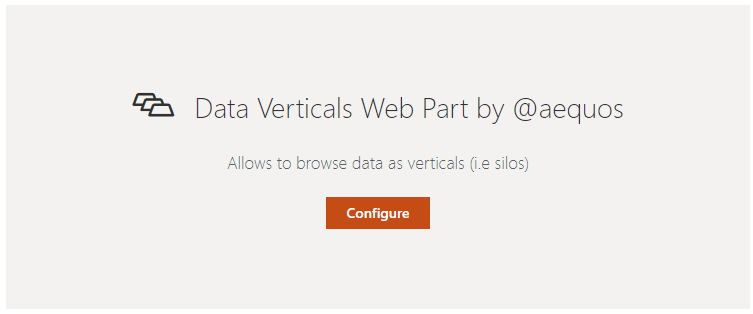 Data Verticals Web Part by @aequos
Allows to browse data as verticals (i.e silos)
Configure